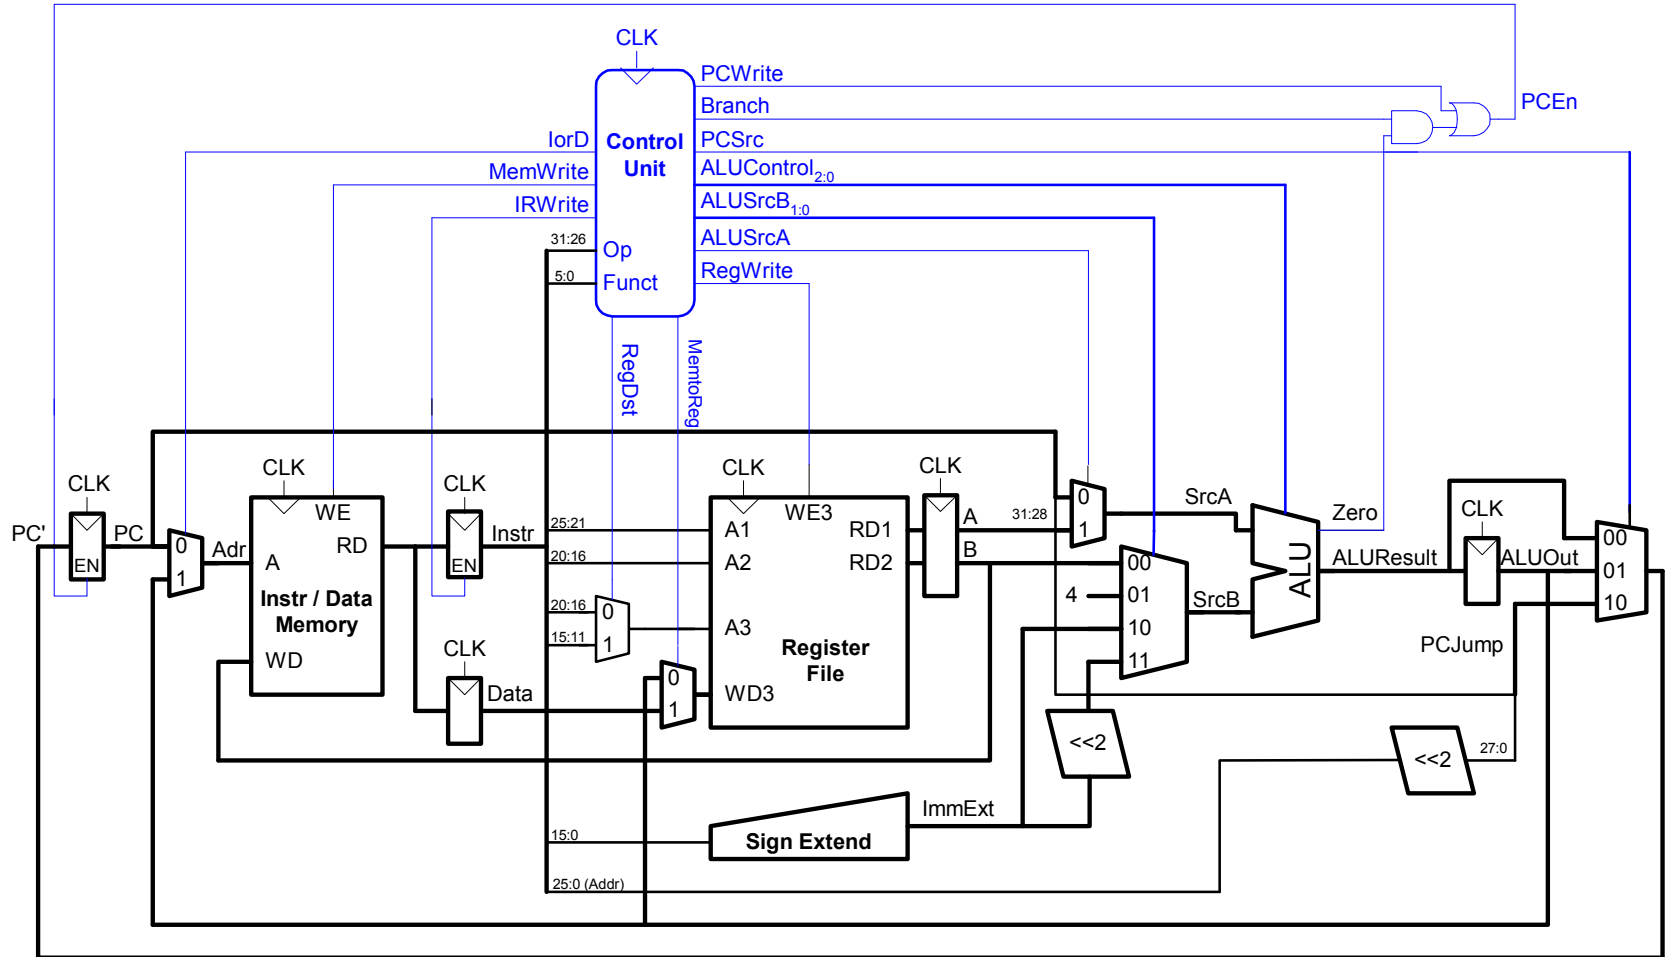 CLK
PCWrite
Branch
PCEn
IorD
Control
Unit
PCSrc
MemWrite
ALUControl2:0
IRWrite
ALUSrcB1:0
31:26
Op
ALUSrcA
5:0
Funct
RegWrite
RegDst
MemtoReg
CLK
CLK
CLK
CLK
CLK
CLK
PC'
PC
EN
0
1
Adr
WE
A
RD
Instr / Data
Memory
WD
EN
Instr
CLK
Data
25:21
20:16
20:16
15:11
0
1
0
1
A1
A2
A3
WD3
WE3
RD1
RD2
Register
File
A
B
31:28
0
1
SrcA
4
00
01
10
11
SrcB
ALU
Zero
ALUResult
ALUOut
00
01
10
PCJump
<<2
<<2
27:0
ImmExt
15:0
Sign Extend
25:0 (Addr)